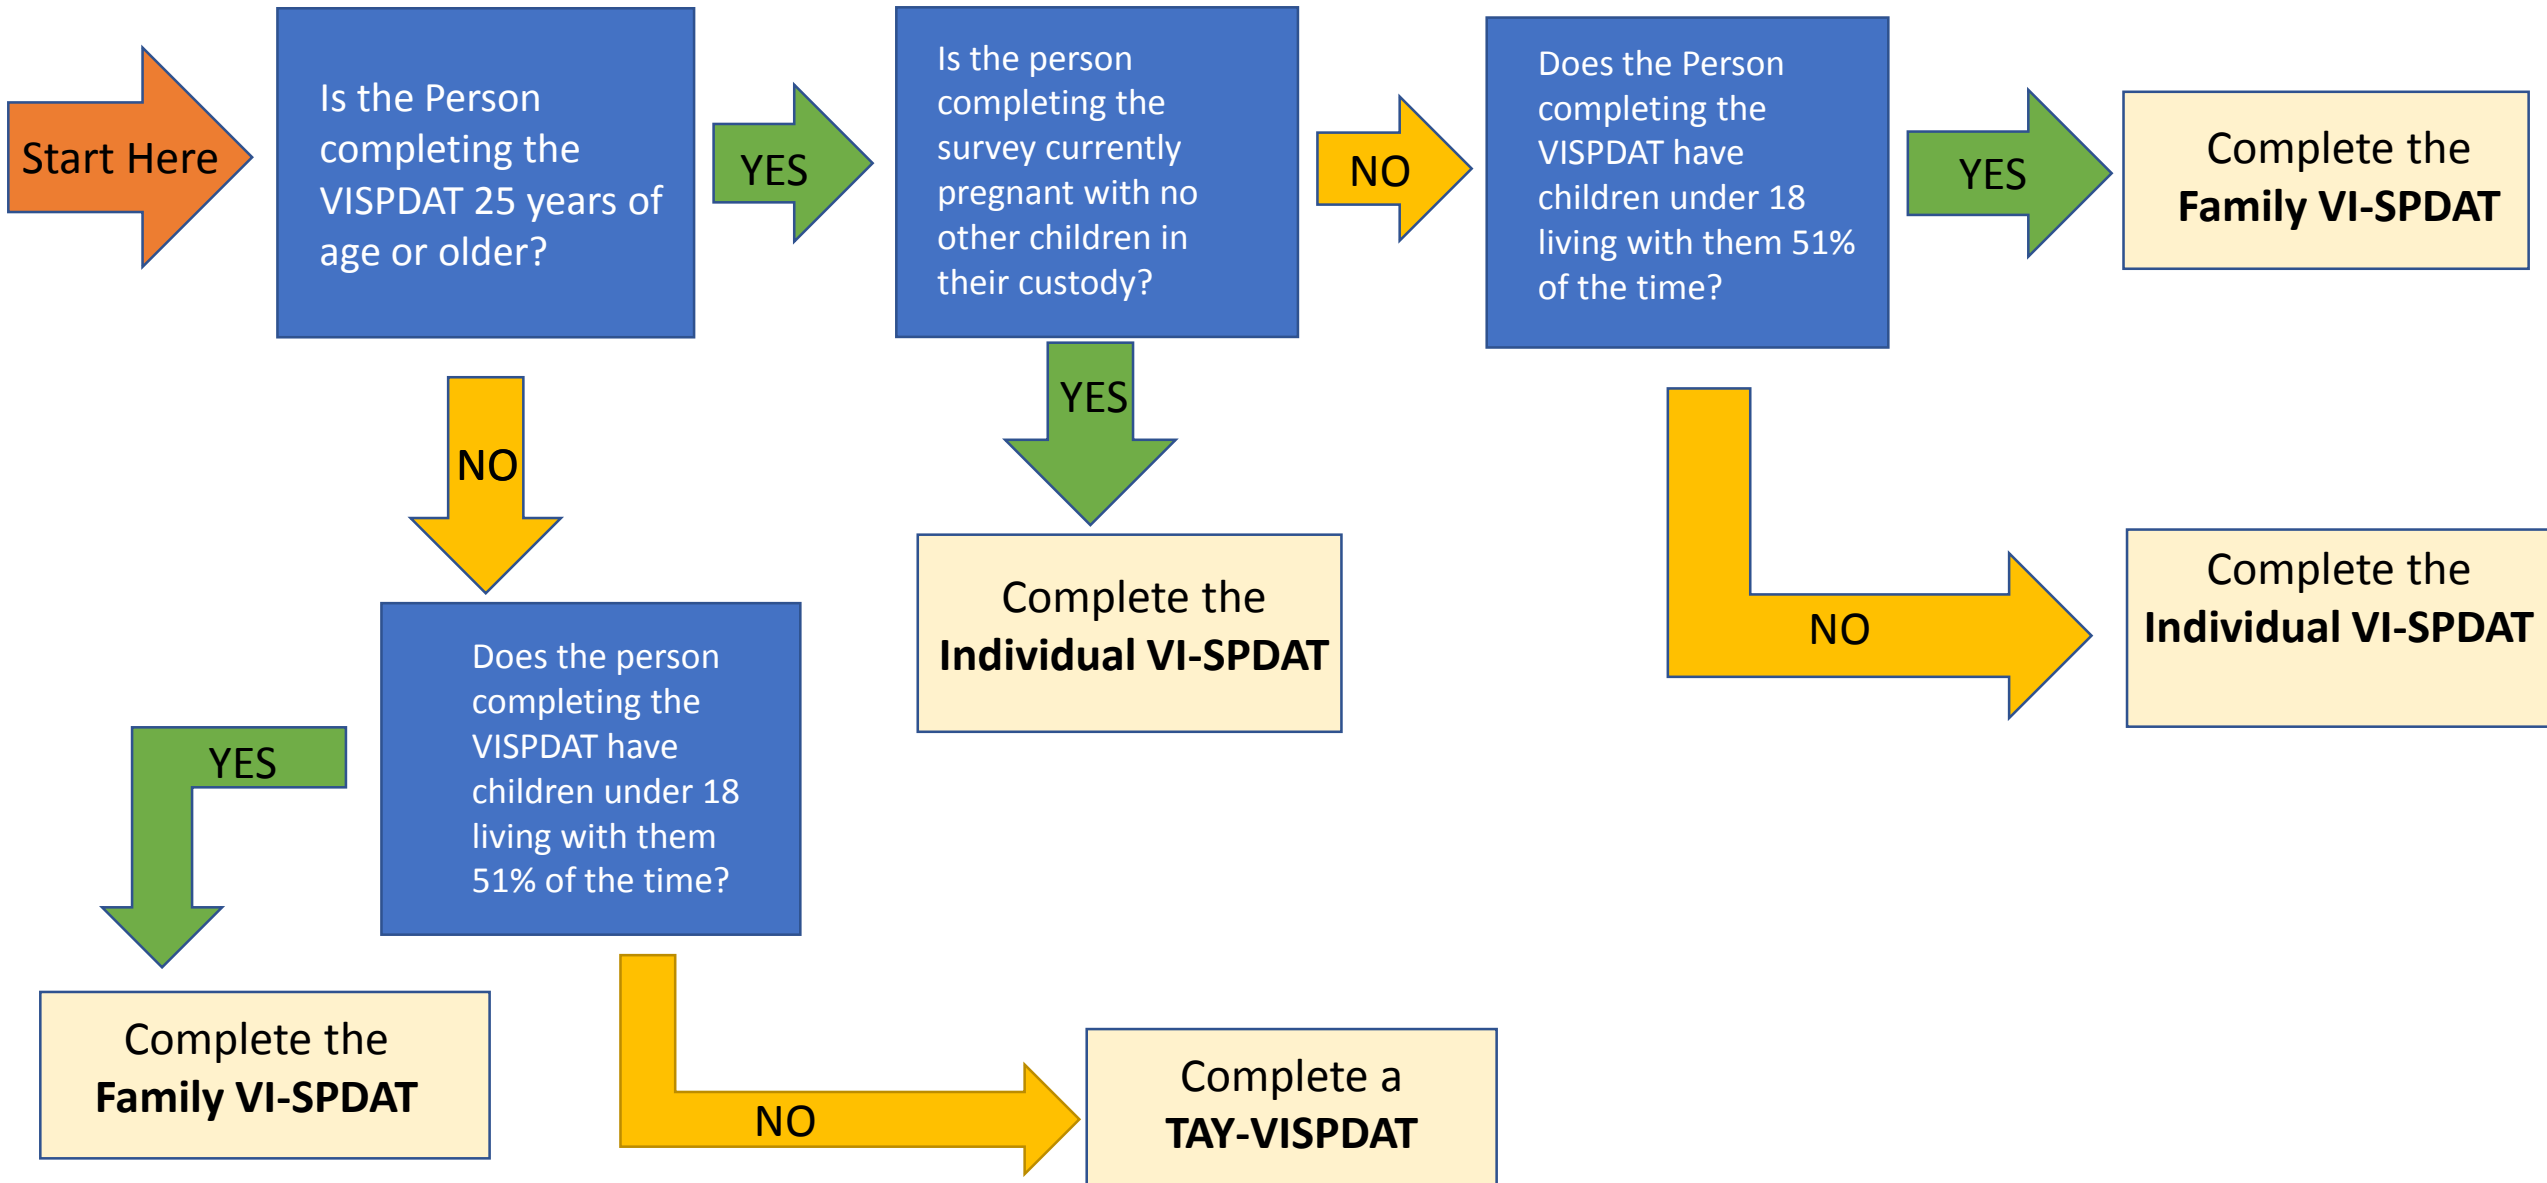 Start Here
Is the Person
completing the
VISPDAT 25 years of
age or older?
YES
Is the person
completing the
survey currently
pregnant with no
other children in
their custody?
NO
Does the Person
completing the
VISPDAT have
children under 18
living with them 51%
of the time?
YES
Complete the
Family VI-SPDAT
NO
YES
Complete the
Individual VI-SPDAT
NO
Complete the
Individual VI-SPDAT
Does the person
completing the
VISPDAT have
children under 18
living with them
51% of the time?
YES
Complete the
Family VI-SPDAT
NO
Complete a
TAY-VISPDAT